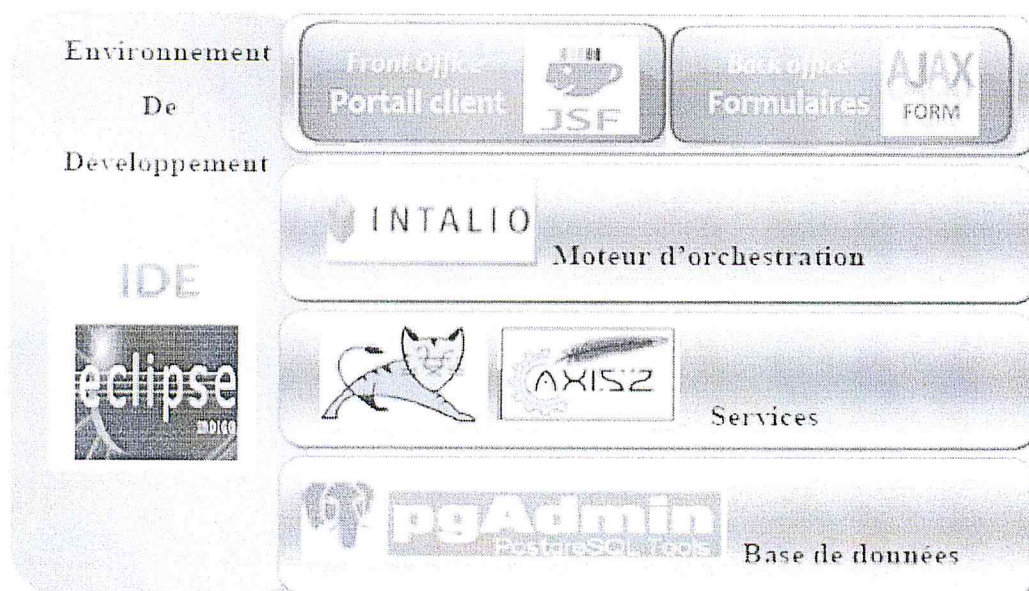 Environnement
De
Développement
IDE
eclipse
Front Office
Portail client
JSF
Back office
Formulaires
AJAX
FORM
INTALIO
Moteur d'orchestration
AXIS2
Services
pgAdmin
PostgreSQL Tools
Base de données